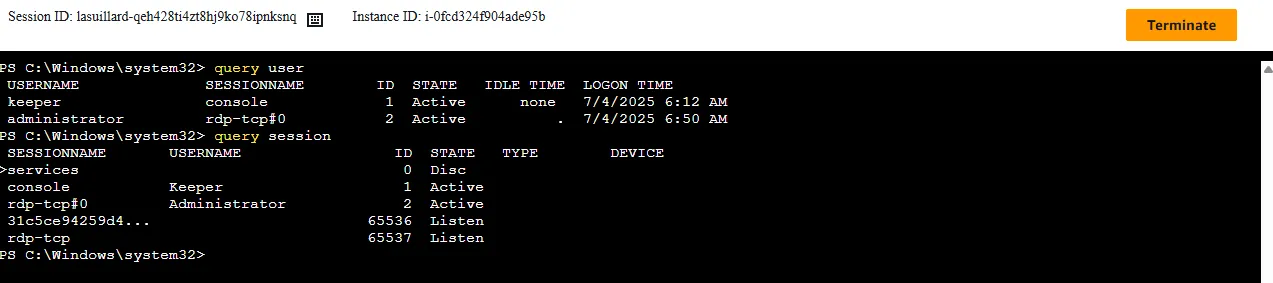 Session ID: lasuillard-qeh428ti4zt8hj9ko78ipnksnq Instance ID: i-0fcd324f904ade95b Terminate
PS C:\Windows\system32> query user
 USERNAME              SESSIONNAME        ID  STATE   IDLE TIME  LOGON TIME
 keeper                console             1  Active      none   7/4/2025 6:12 AM
 administrator         rdp-tcp#0           2  Active          .  7/4/2025 6:50 AM
PS C:\Windows\system32> query session
 SESSIONNAME       USERNAME                 ID  STATE   TYPE        DEVICE
>services                                    0  Disc
 console           Keeper                    1  Active
 rdp-tcp#0         Administrator             2  Active
 31c5ce94259d4...                        65536  Listen
 rdp-tcp                                 65537  Listen
PS C:\Windows\system32>